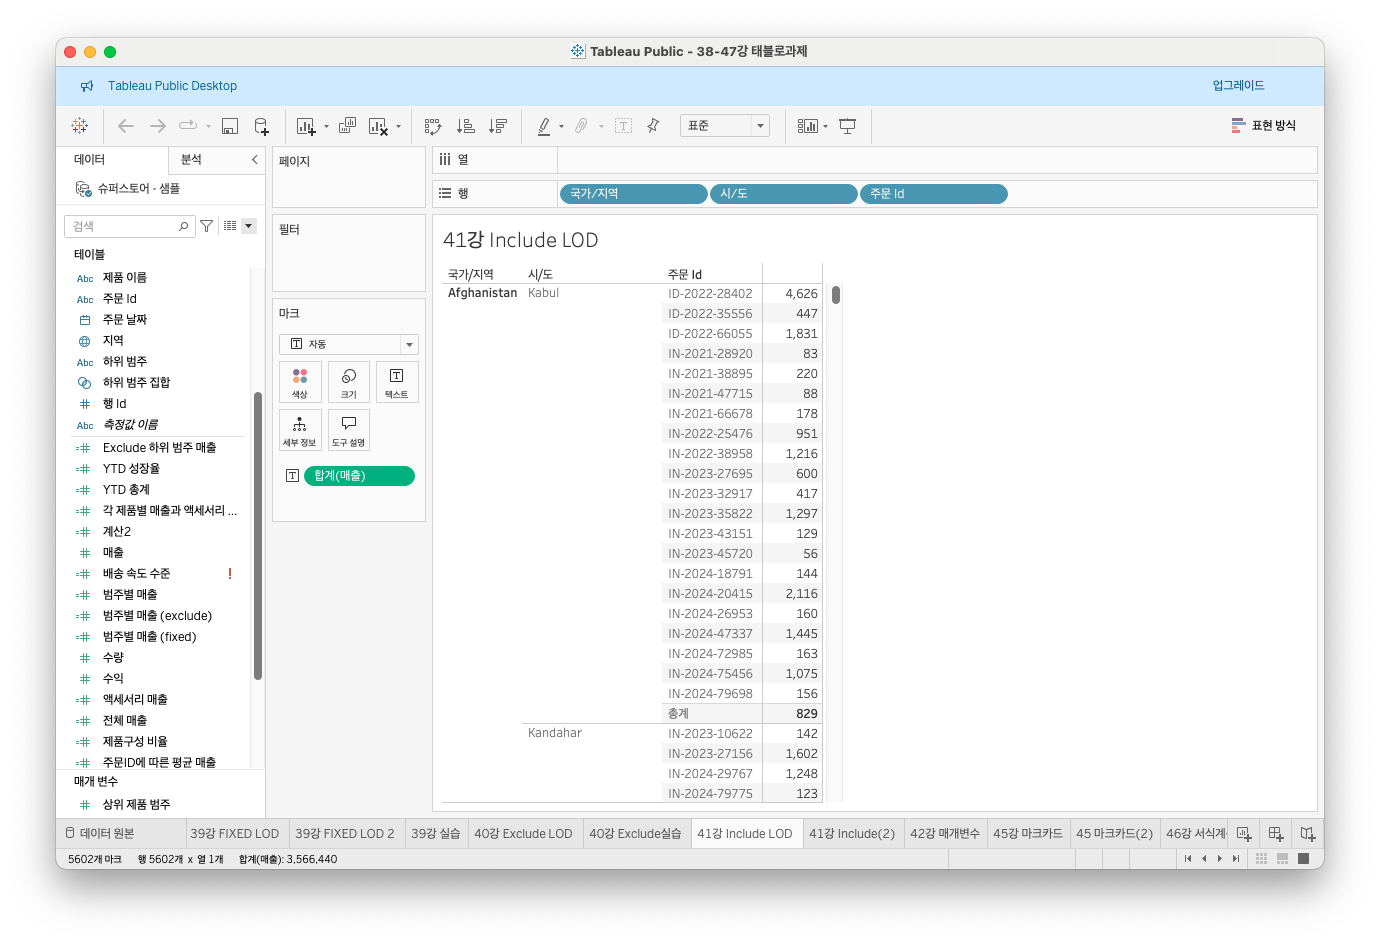 Tableau Public - 38-47강 태블로과제
Tableau Public Desktop
업그레이드
표준
표현 방식
데이터
분석
슈퍼스토어 - 샘플
검색
테이블
Abc 제품 이름
Abc 주문 Id
주문 날짜
지역
Abc 하위 범주
하위 범주 집합
# 행 Id
Abc 측정값 이름
=# Exclude 하위 범주 매출
=# YTD 성장율
=# YTD 총계
=# 각 제품별 매출과 액세서리 ...
=# 계산2
# 매출
=# 배송 속도 수준 !
=# 범주별 매출
=# 범주별 매출 (exclude)
=# 범주별 매출 (fixed)
# 수량
# 수익
=# 액세서리 매출
=# 전체 매출
=# 제품구성 비율
=# 주문ID에 따른 평균 매출
매개 변수
# 상위 제품 범주
페이지
필터
마크
T 자동
색상
크기
T 텍스트
세부 정보
도구 설명
T 합계(매출)
열
행
국가/지역
시/도
주문 Id
41강 Include LOD
국가/지역 시/도 주문 Id
Afghanistan Kabul ID-2022-28402 4,626
ID-2022-35556 447
ID-2022-66055 1,831
IN-2021-28920 83
IN-2021-38895 220
IN-2021-47715 88
IN-2021-66678 178
IN-2022-25476 951
IN-2022-38958 1,216
IN-2023-27695 600
IN-2023-32917 417
IN-2023-35822 1,297
IN-2023-43151 129
IN-2023-45720 56
IN-2024-18791 144
IN-2024-20415 2,116
IN-2024-26953 160
IN-2024-47337 1,445
IN-2024-72985 163
IN-2024-75456 1,075
IN-2024-79698 156
총계 829
Kandahar IN-2023-10622 142
IN-2023-27156 1,602
IN-2024-29767 1,248
IN-2024-79775 123
데이터 원본
39강 FIXED LOD
39강 FIXED LOD 2
39강 실습
40강 Exclude LOD
40강 Exclude실습
41강 Include LOD
41강 Include(2)
42강 매개변수
45강 마크카드
45 마크카드(2)
46강 서식계
5602개 마크 행 5602개 x 열 1개 합계(매출): 3,566,440